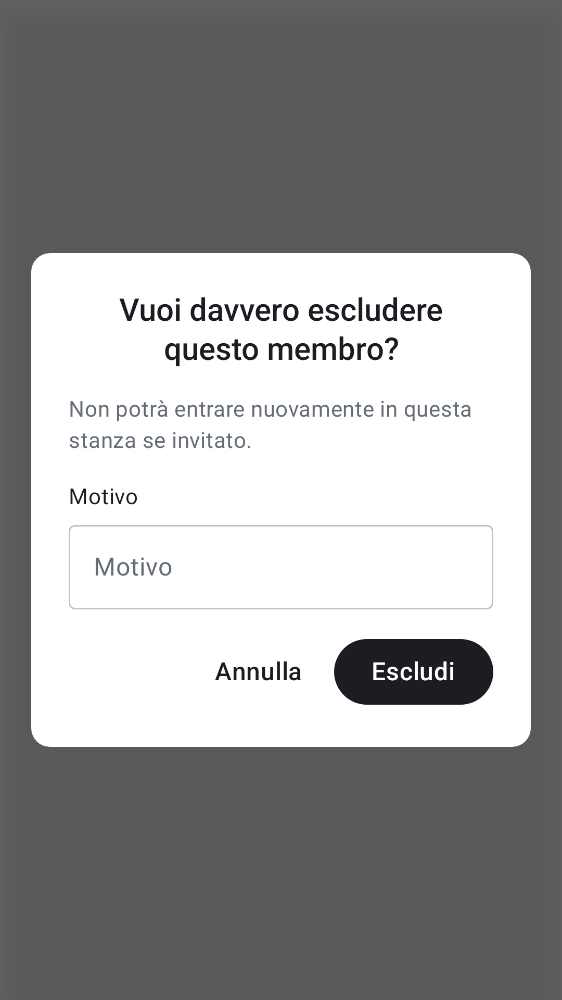 Vuoi davvero escludere
questo membro?
Non potrà entrare nuovamente in questa
stanza se invitato.
Motivo
Motivo
Annulla
Escludi